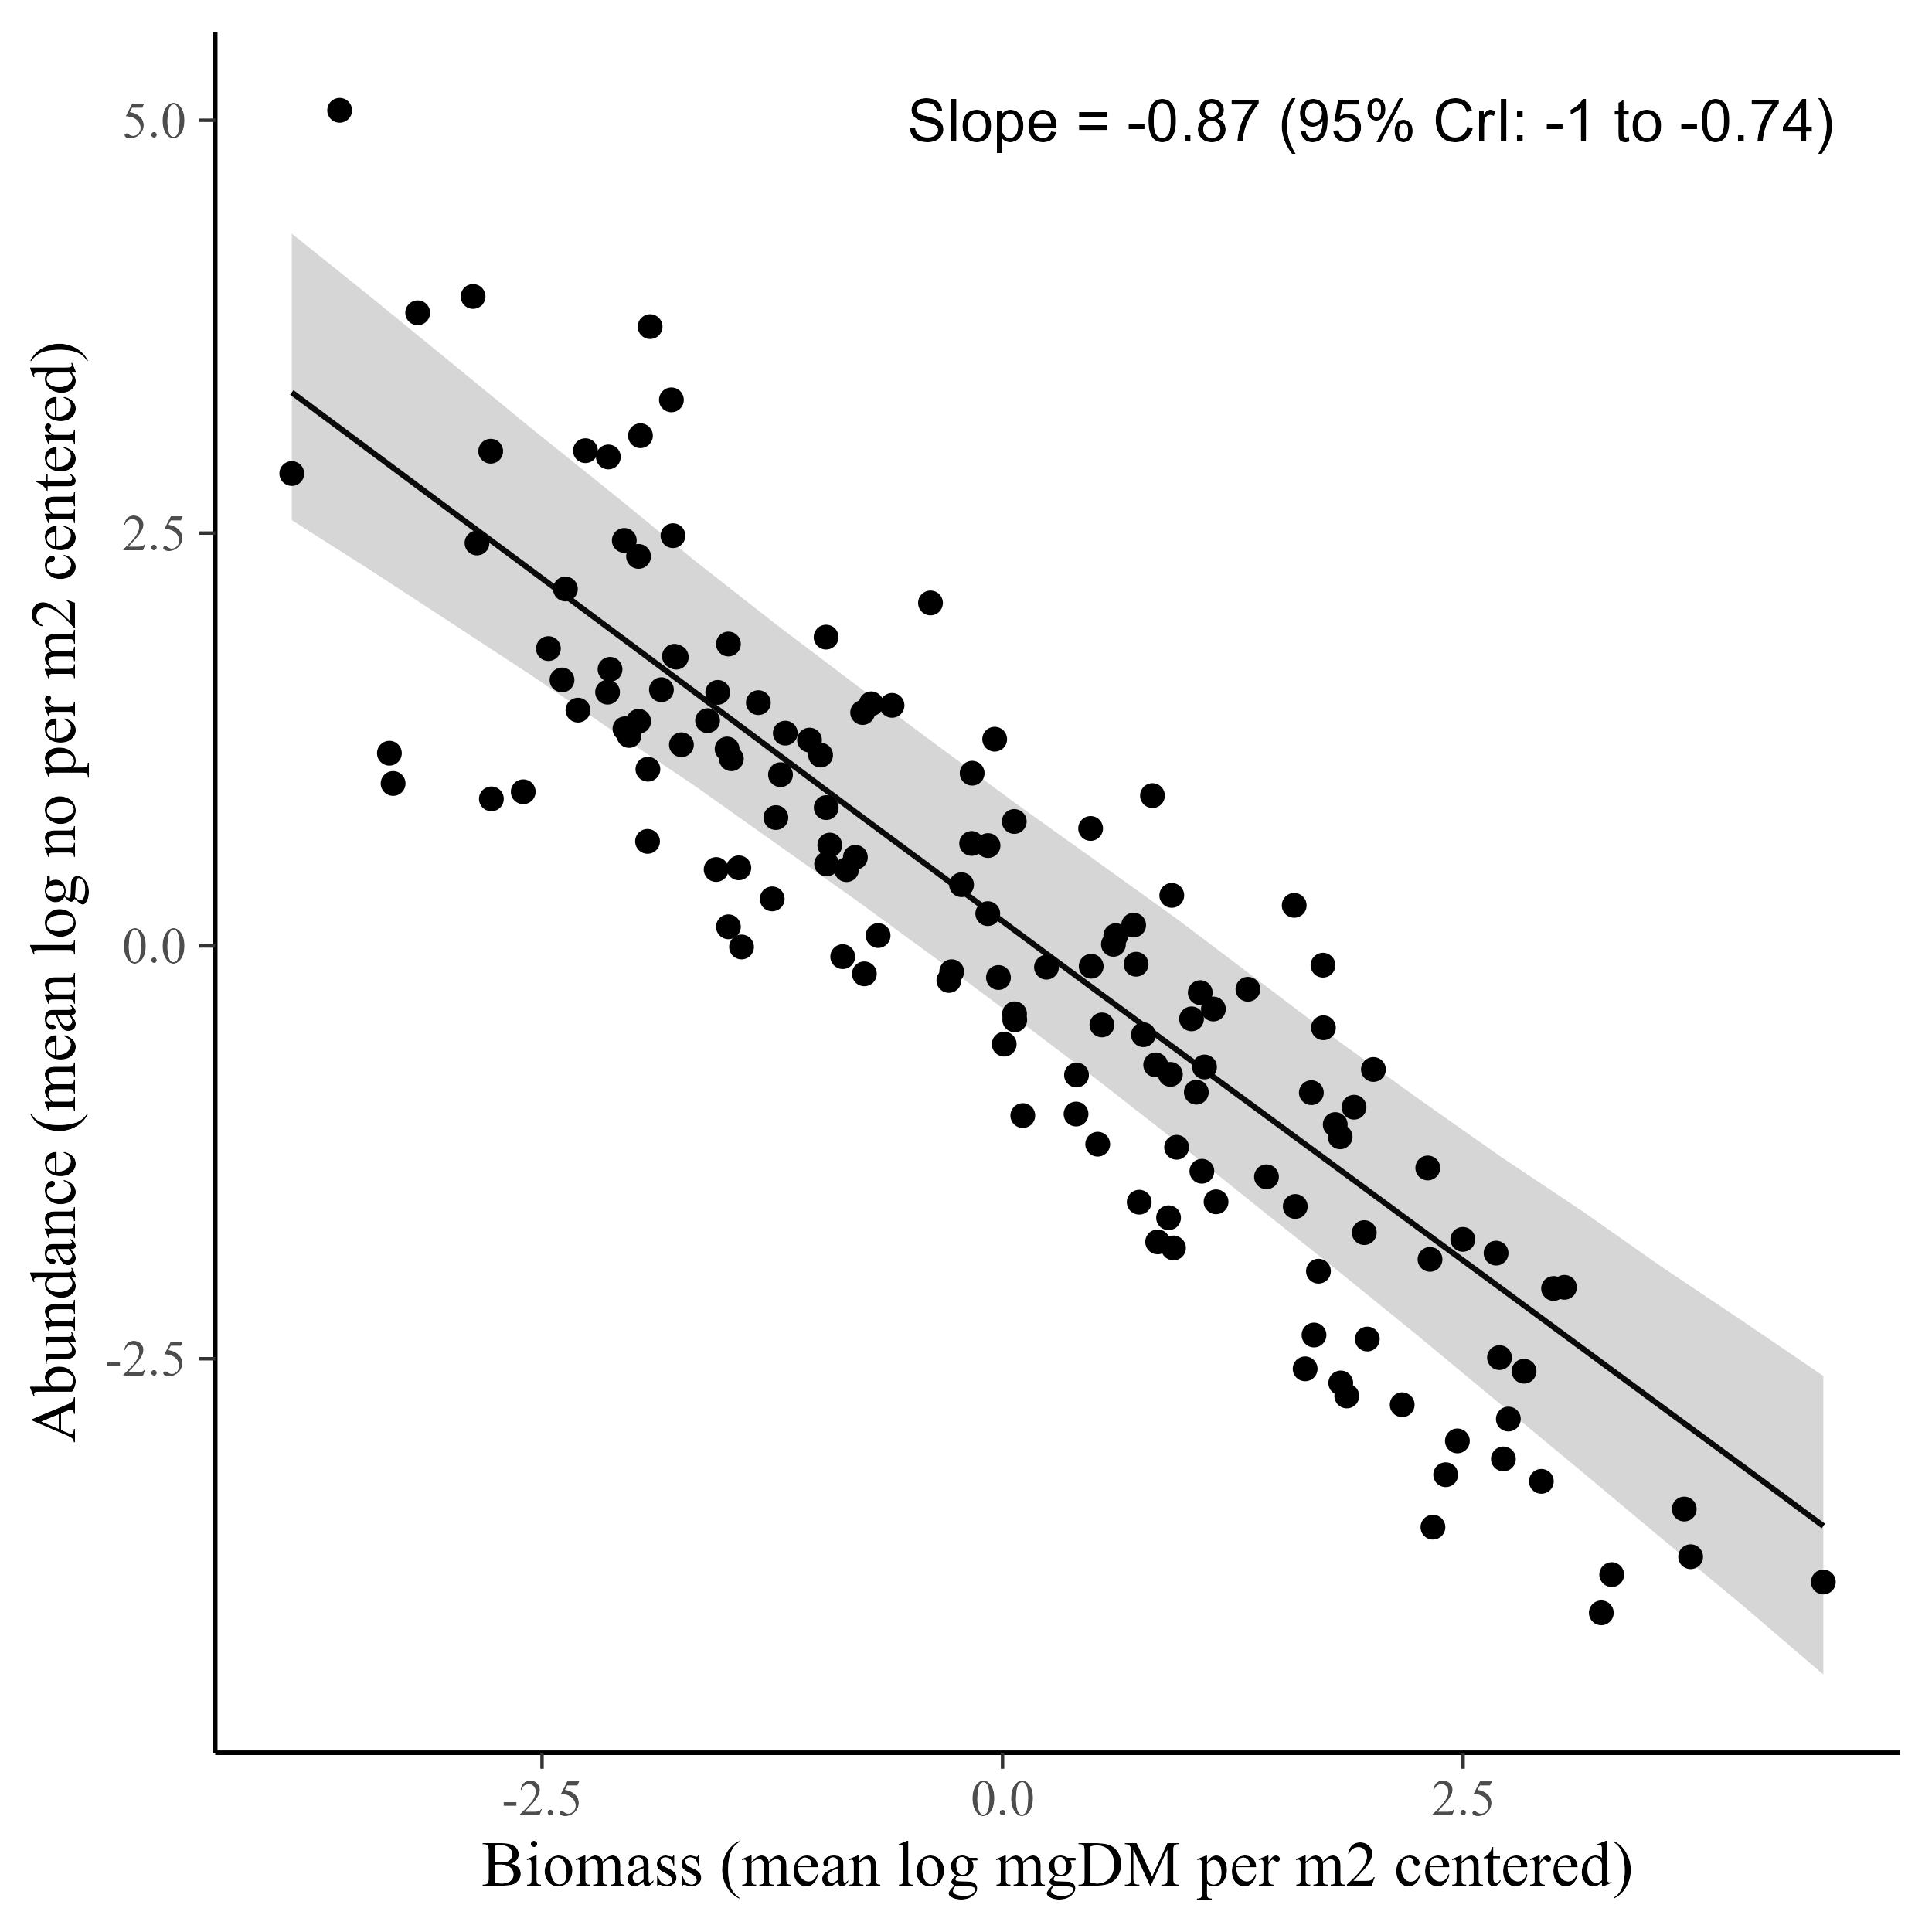 Slope = -0.87 (95% CrI: -1 to -0.74)
Abundance (mean log no per m2 centered)
5.0
2.5
0.0
-2.5
-2.5
0.0
2.5
Biomass (mean log mgDM per m2 centered)